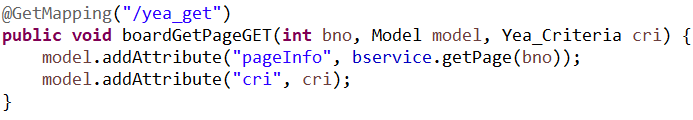 @GetMapping("/yea_get")
public void boardGetPageGET(int bno, Model model, Yea_Criteria cri) {
    model.addAttribute("pageInfo", bservice.getPage(bno));
    model.addAttribute("cri", cri);
}